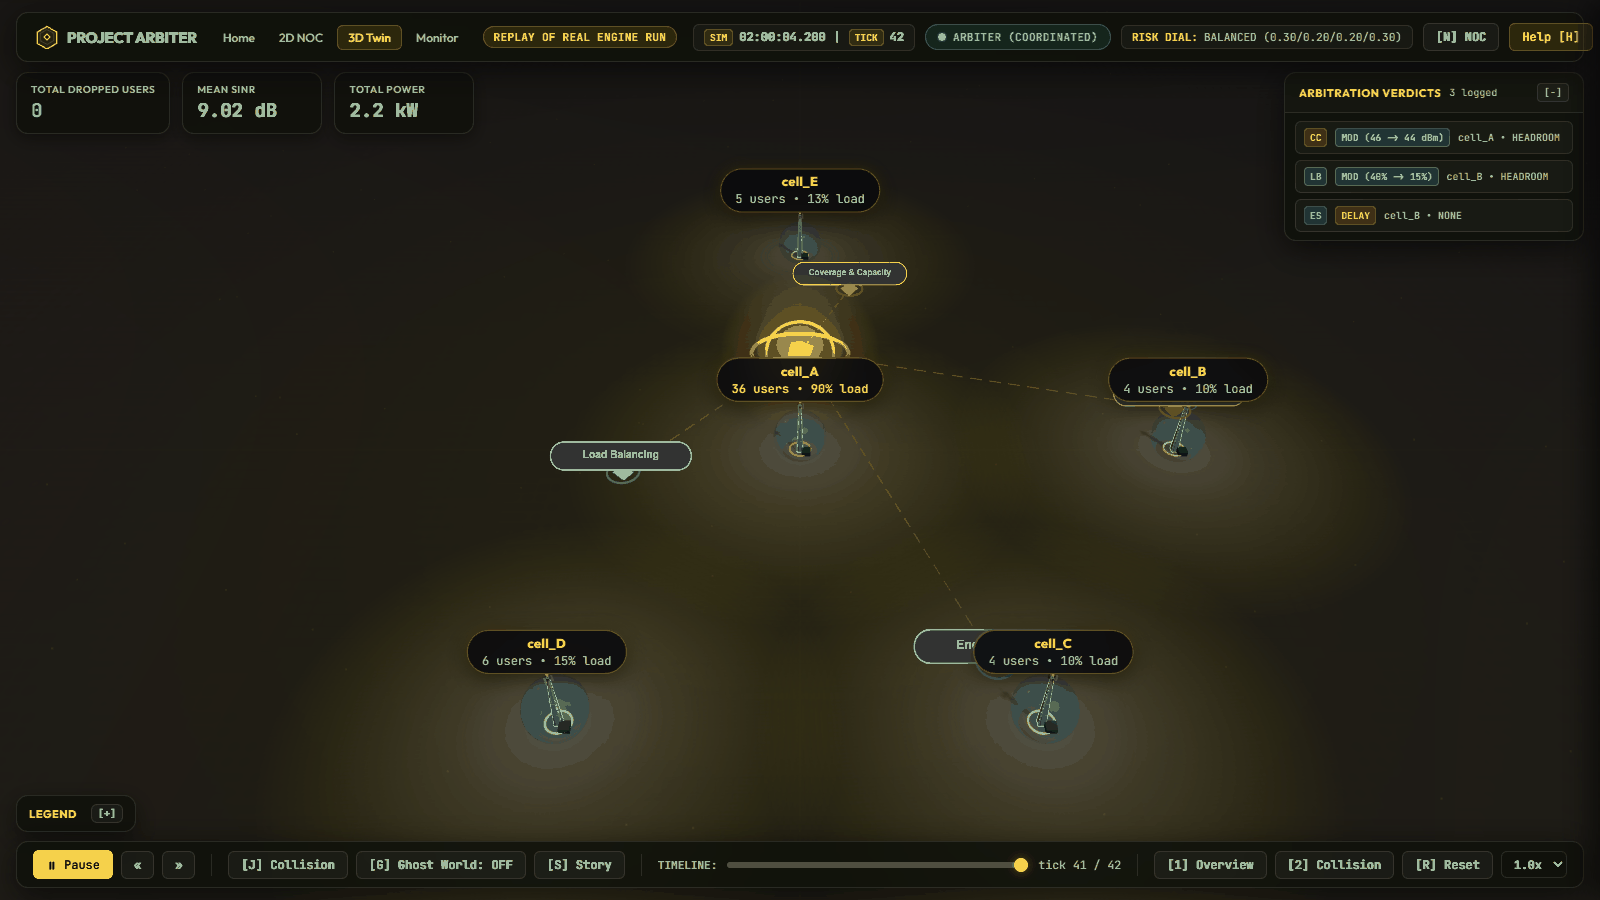 PROJECT ARBITER
Home
2D NOC
3D Twin
Monitor
REPLAY OF REAL ENGINE RUN
SIM 02:00:04.200 | TICK 42
ARBITER (COORDINATED)
RISK DIAL: BALANCED (0.30/0.20/0.20/0.30)
[N] NOC
Help [H]
TOTAL DROPPED USERS
0
MEAN SINR
9.02 dB
TOTAL POWER
2.2 kW
ARBITRATION VERDICTS 3 logged [-]
CC MOD (46 → 44 dBm) cell_A • HEADROOM
LB MOD (40% → 15%) cell_B • HEADROOM
ES DELAY cell_B • NONE
cell_E
5 users • 13% load
Coverage & Capacity
cell_A
36 users • 90% load
cell_B
4 users • 10% load
Load Balancing
cell_D
6 users • 15% load
cell_C
4 users • 10% load
LEGEND [+]
Pause
«
»
[J] Collision
[G] Ghost World: OFF
[S] Story
TIMELINE:
tick 41 / 42
[1] Overview
[2] Collision
[R] Reset
1.0x